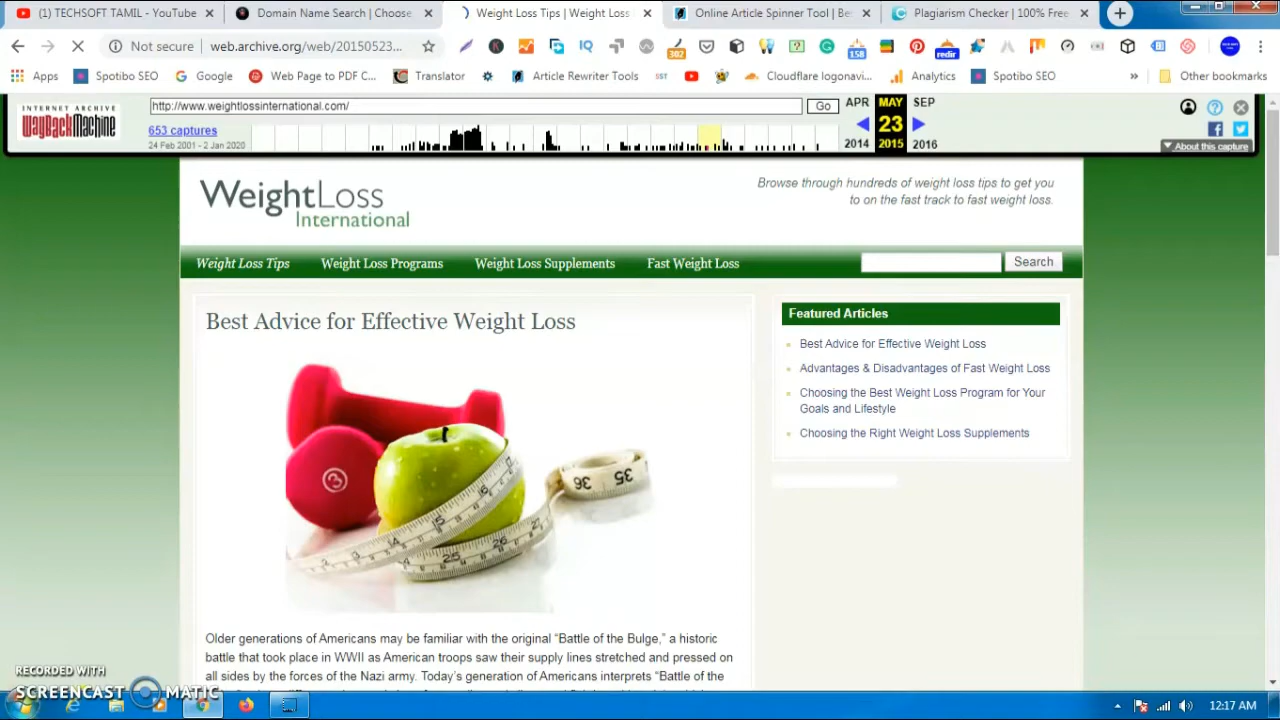 (1) TECHSOFT TAMIL - YouTube
Domain Name Search | Choose
Weight Loss Tips | Weight Loss
Online Article Spinner Tool | Be
Plagiarism Checker | 100% Free
Not secure
web.archive.org/web/20150523...
302
158
redir
Apps
Spotibo SEO
Google
Web Page to PDF C...
Translator
Article Rewriter Tools
SST
Cloudflare logonavi...
Analytics
Spotibo SEO
»
Other bookmarks
INTERNET ARCHIVE
WayBackMachine
http://www.weightlossinternational.com/
Go
653 captures
24 Feb 2001 - 2 Jan 2020
APR
MAY
SEP
23
2014
2015
2016
About this capture
WeightLoss
International
Browse through hundreds of weight loss tips to get you
to on the fast track to fast weight loss.
Weight Loss Tips
Weight Loss Programs
Weight Loss Supplements
Fast Weight Loss
Search
Best Advice for Effective Weight Loss
Featured Articles
Best Advice for Effective Weight Loss
Advantages & Disadvantages of Fast Weight Loss
Choosing the Best Weight Loss Program for Your
Goals and Lifestyle
Choosing the Right Weight Loss Supplements
Older generations of Americans may be familiar with the original "Battle of the Bulge," a historic
battle that took place in WWII as American troops saw their supply lines stretched and pressed on
all sides by the forces of the Nazi army. Today's generation of Americans interprets "Battle of the
RECORDED WITH
SCREENCAST MATIC
12:17 AM